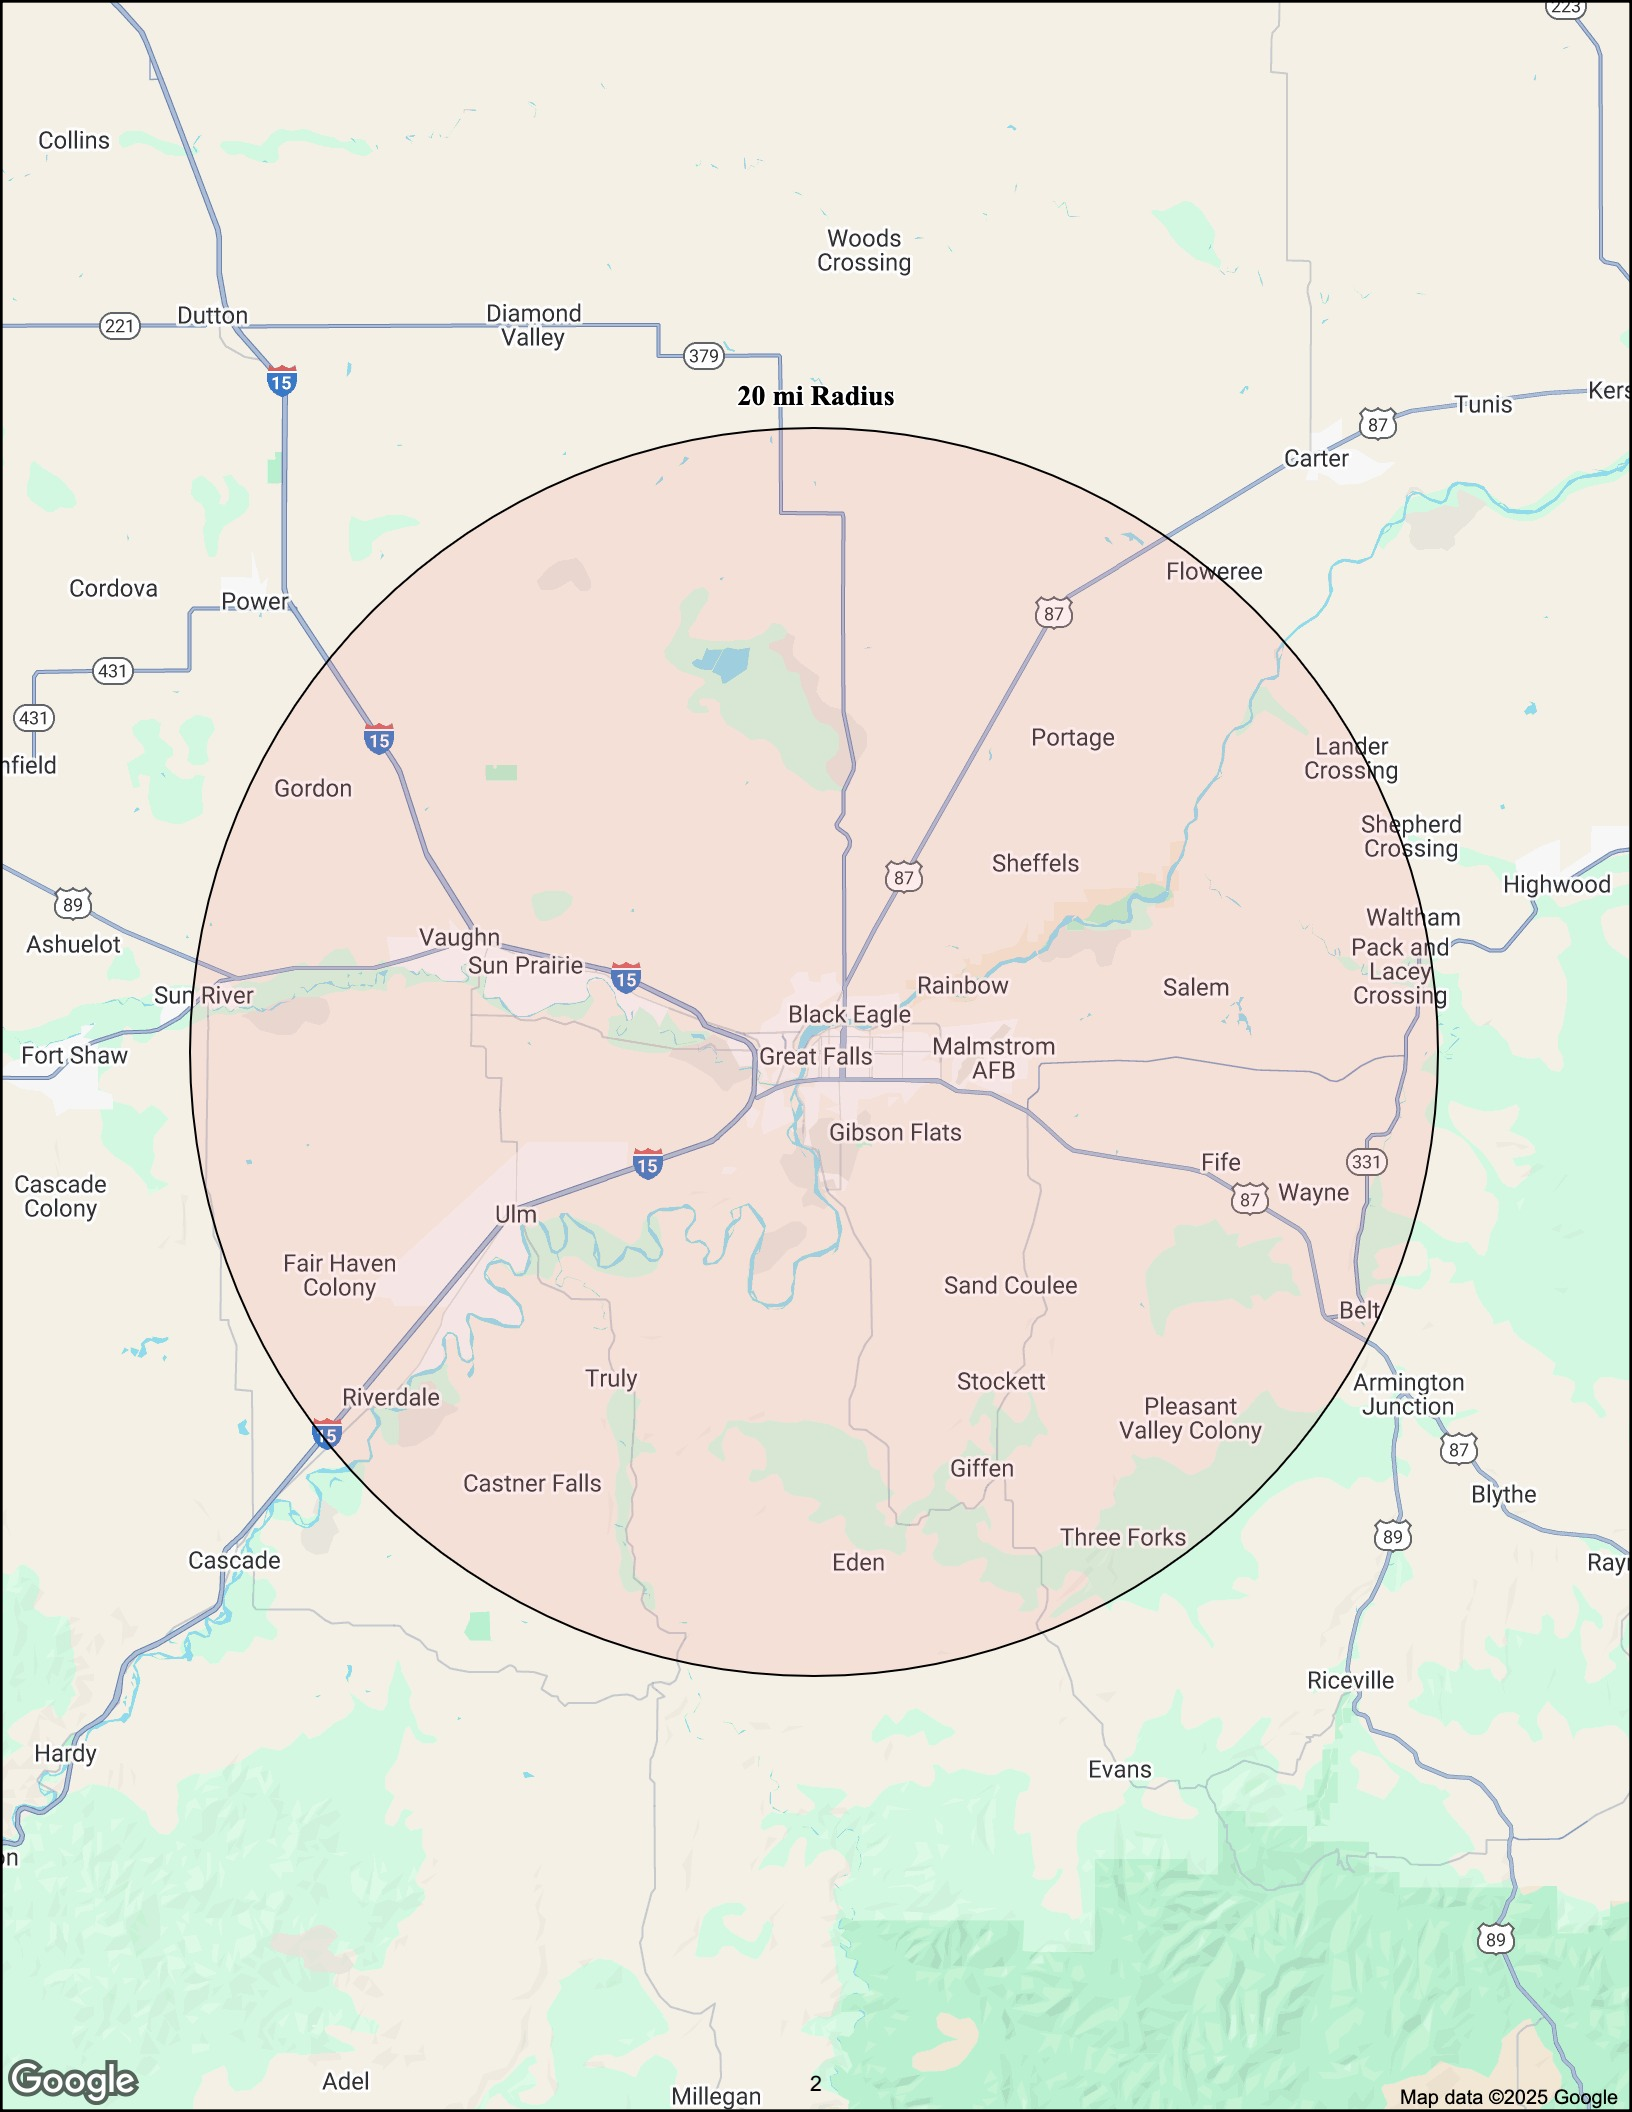 223
Collins
Woods
Crossing
Dutton
221
Diamond
Valley
379
15
20 mi Radius
Kers
Tunis
87
Carter
Floweree
Cordova
Power
87
431
431
15
Portage
Lander
Crossing
nfield
Gordon
Shepherd
Crossing
Sheffels
87
Highwood
89
Waltham
Ashuelot
Vaughn
Pack and
Lacey
Crossing
Sun Prairie
15
Rainbow
Salem
Sun River
Black Eagle
Fort Shaw
Great Falls
Malmstrom
AFB
Gibson Flats
15
Fife
331
Cascade
Colony
87
Wayne
Ulm
Fair Haven
Colony
Sand Coulee
Belt
Truly
Stockett
Armington
Junction
Riverdale
Pleasant
Valley Colony
15
87
Giffen
Castner Falls
Blythe
Three Forks
89
Cascade
Eden
Rayn
Riceville
Hardy
Evans
on
89
Google
Adel
2
Millegan
Map data ©2025 Google